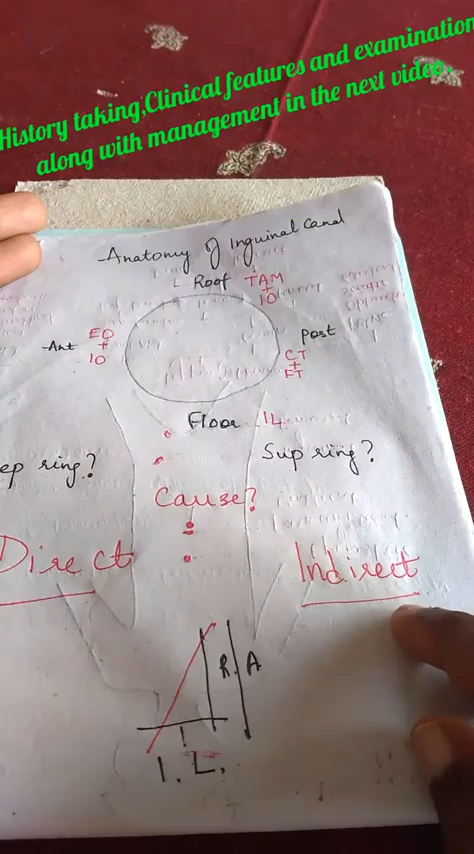 History taking,Clinical features and examination
along with management in the next video.
Anatomy of Inguinal Canal
Roof TAM
+
IO
Ant EO
+
IO
Post
CT
+
FT
Floor IL
ep ring?
Sup ring?
Cause?
Direct
Indirect
R. A
I. L.